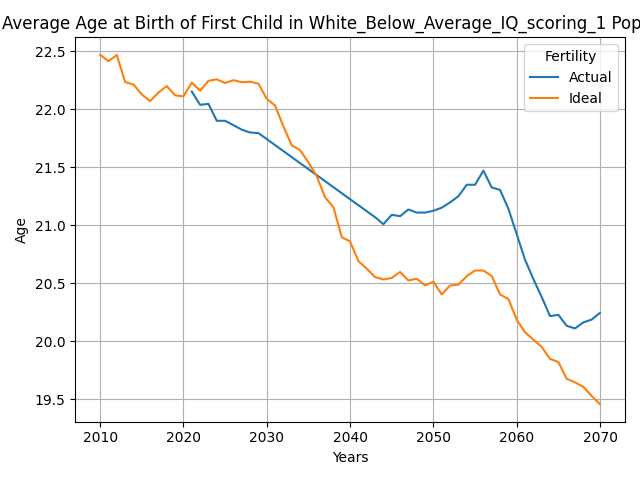 Average Age at Birth of First Child in White_Below_Average_IQ_scoring_1 Pop
22.5
22.0
21.5
21.0
20.5
20.0
19.5
Age
Fertility
Actual
Ideal
2010 2020 2030 2040 2050 2060 2070
Years